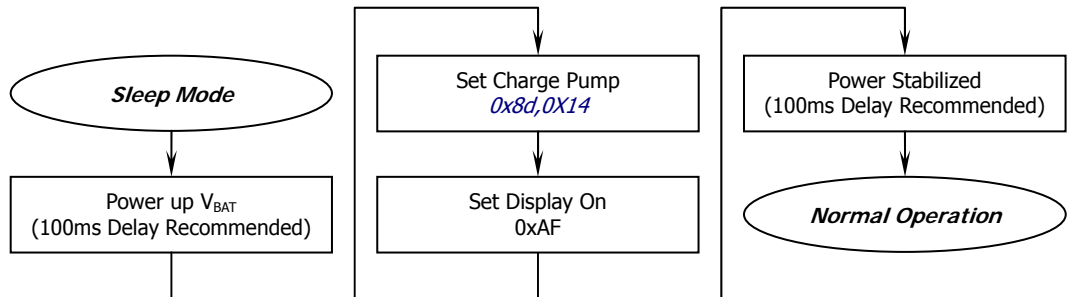 Sleep Mode
Power up VBAT
(100ms Delay Recommended)
Set Charge Pump
0x8d,0X14
Set Display On
0xAF
Power Stabilized
(100ms Delay Recommended)
Normal Operation